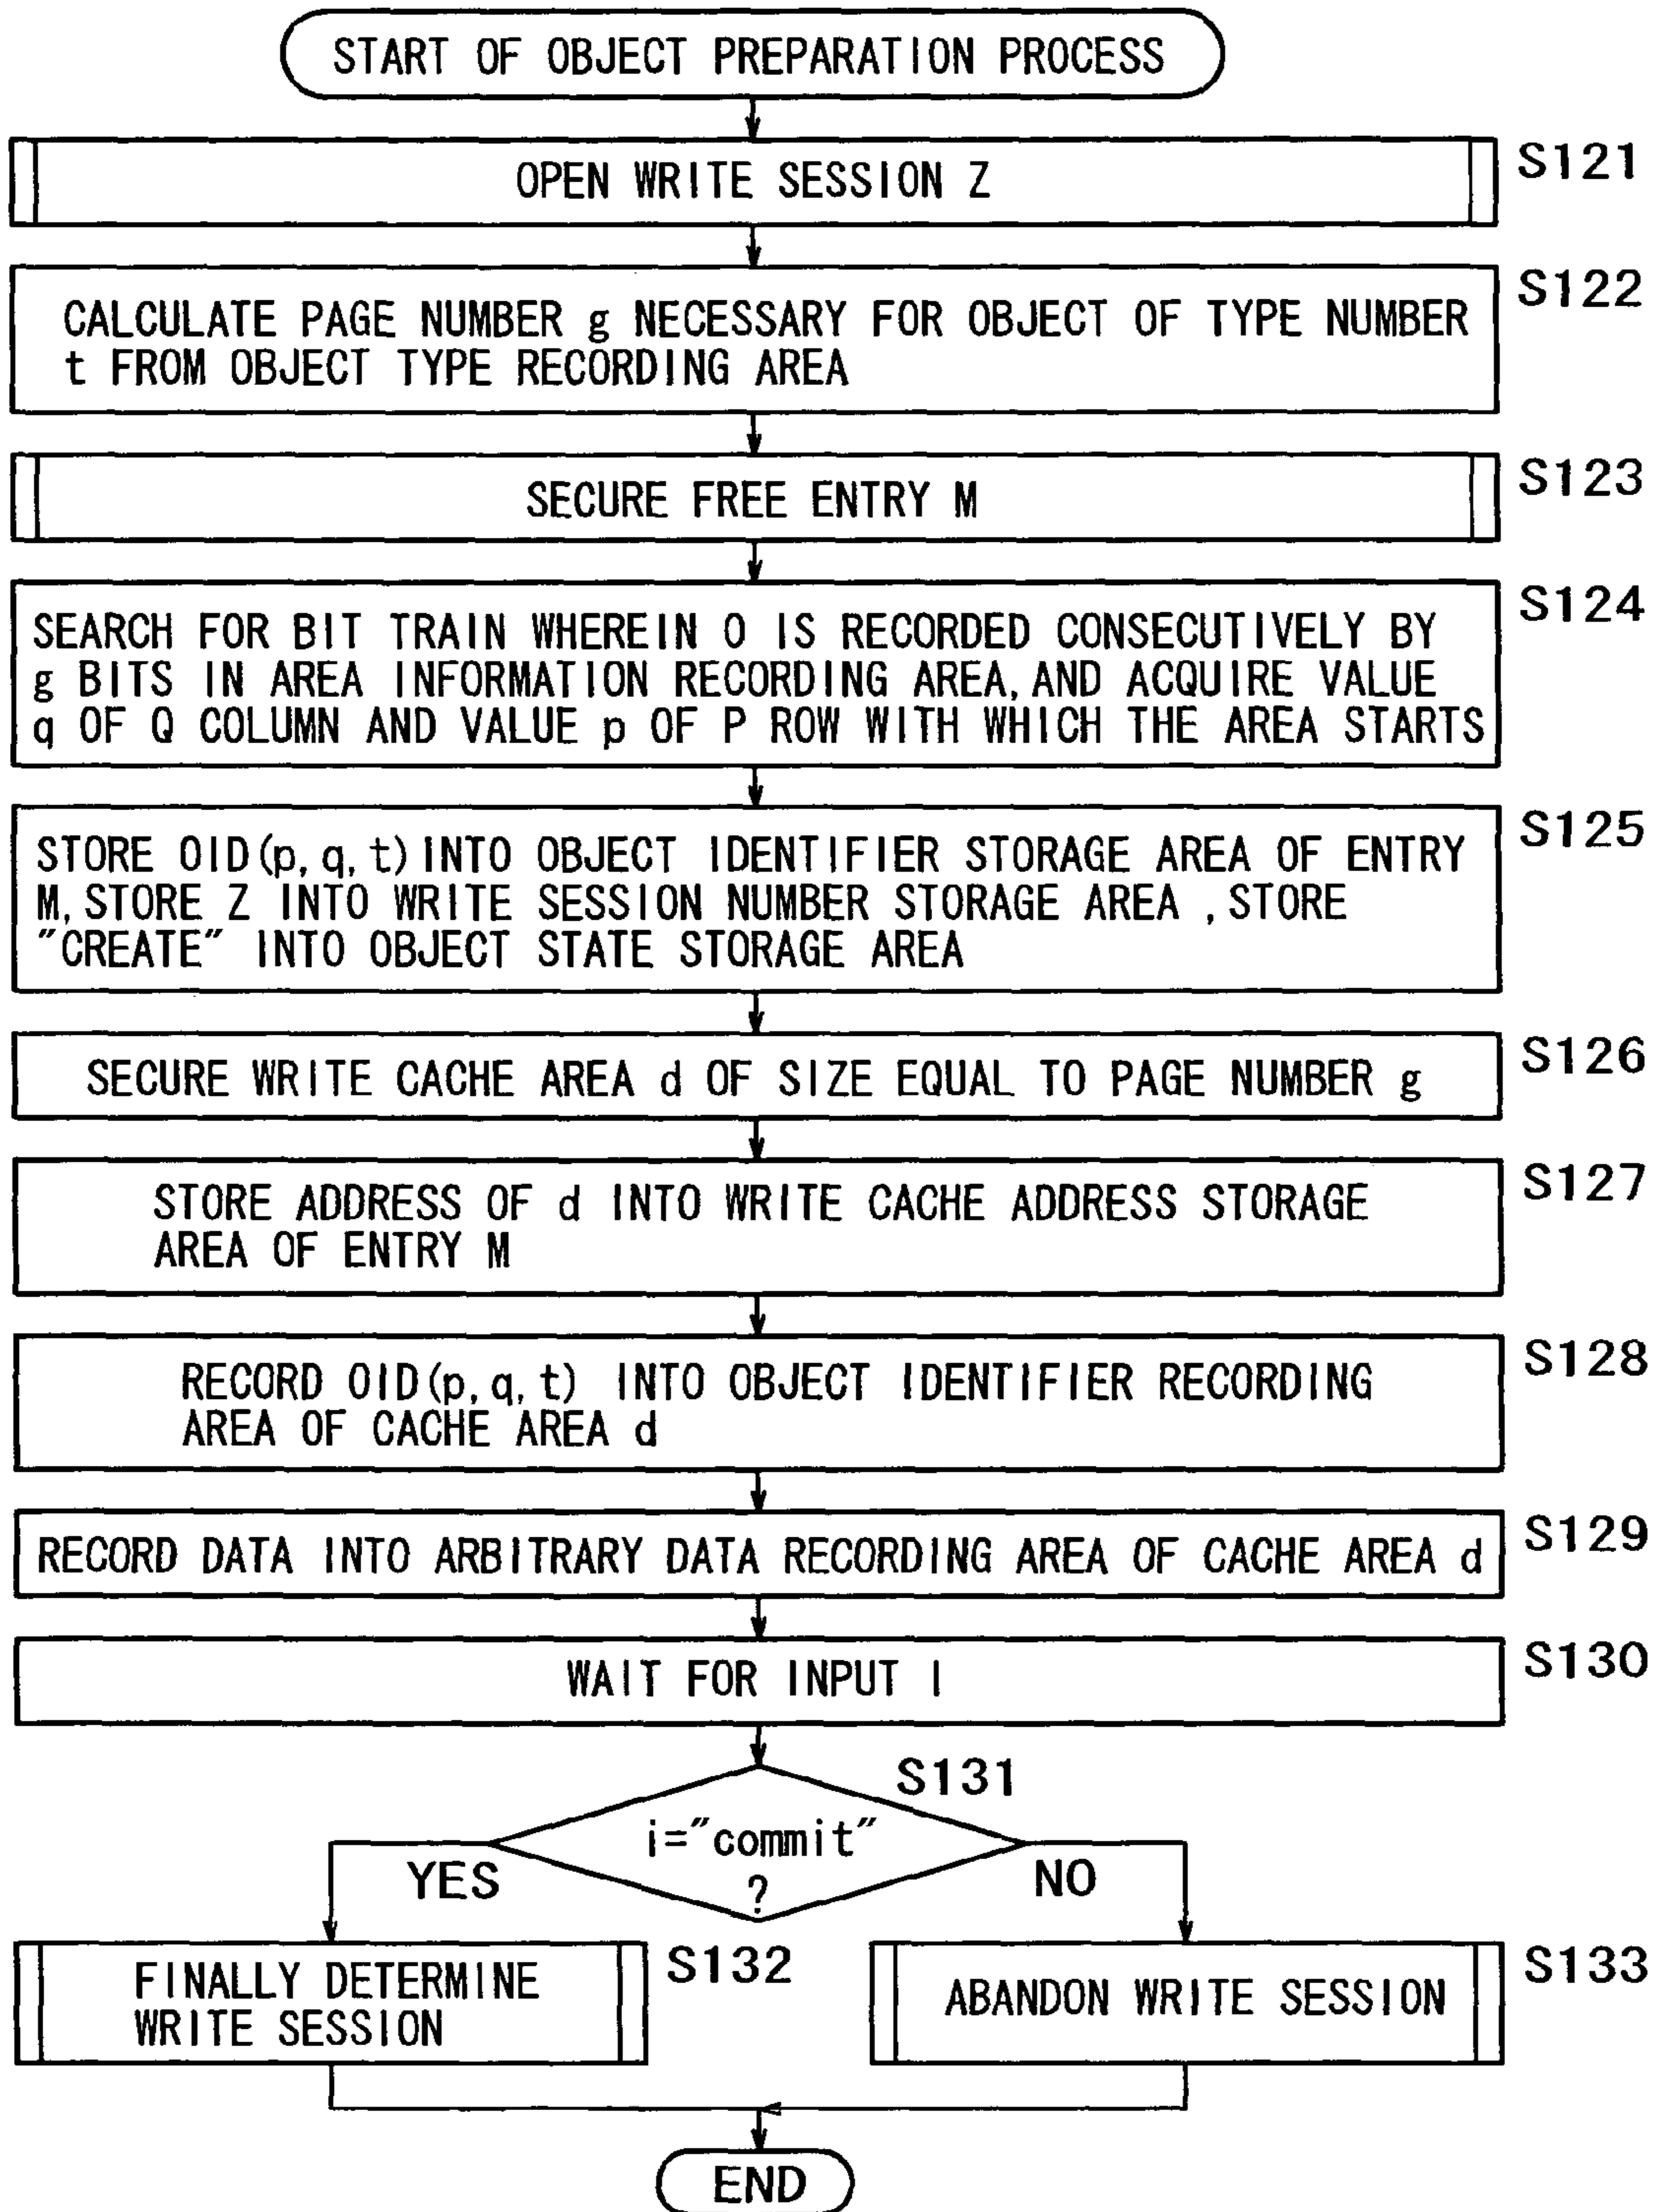 START OF OBJECT PREPARATION PROCESS
OPEN WRITE SESSION Z
S121
CALCULATE PAGE NUMBER g NECESSARY FOR OBJECT OF TYPE NUMBER
t FROM OBJECT TYPE RECORDING AREA
S122
SECURE FREE ENTRY M
S123
SEARCH FOR BIT TRAIN WHEREIN 0 IS RECORDED CONSECUTIVELY BY
g BITS IN AREA INFORMATION RECORDING AREA, AND ACQUIRE VALUE
q OF Q COLUMN AND VALUE p OF P ROW WITH WHICH THE AREA STARTS
S124
STORE OID(p, q, t) INTO OBJECT IDENTIFIER STORAGE AREA OF ENTRY
M, STORE Z INTO WRITE SESSION NUMBER STORAGE AREA , STORE
"CREATE" INTO OBJECT STATE STORAGE AREA
S125
SECURE WRITE CACHE AREA d OF SIZE EQUAL TO PAGE NUMBER g
S126
STORE ADDRESS OF d INTO WRITE CACHE ADDRESS STORAGE
AREA OF ENTRY M
S127
RECORD OID(p, q, t) INTO OBJECT IDENTIFIER RECORDING
AREA OF CACHE AREA d
S128
RECORD DATA INTO ARBITRARY DATA RECORDING AREA OF CACHE AREA d
S129
WAIT FOR INPUT I
S130
S131
i="commit"
?
YES
NO
FINALLY DETERMINE
WRITE SESSION
S132
ABANDON WRITE SESSION
S133
END